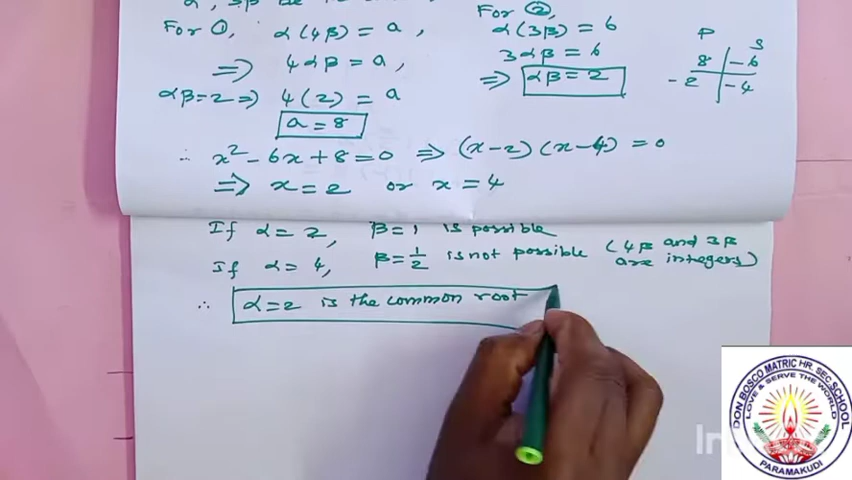 For ①, α(4β) = a,
⇒ 4αβ = a,
αβ=2 ⇒ 4(2) = a
a = 8
For ②,
α(3β) = 6
3αβ = 6
⇒ αβ = 2
P S
8 -6
-2 -4
∴ x² - 6x + 8 = 0 ⇒ (x-2)(x-4) = 0
⇒ x = 2 or x = 4
If α = 2, β = 1 is possible
If α = 4, β = 1/2 is not possible (4β and 3β are integers)
∴ α=2 is the common root
DON BOSCO MATRIC HR. SEC. SCHOOL
LOVE & SERVE THE WORLD
PARAMAKUDI